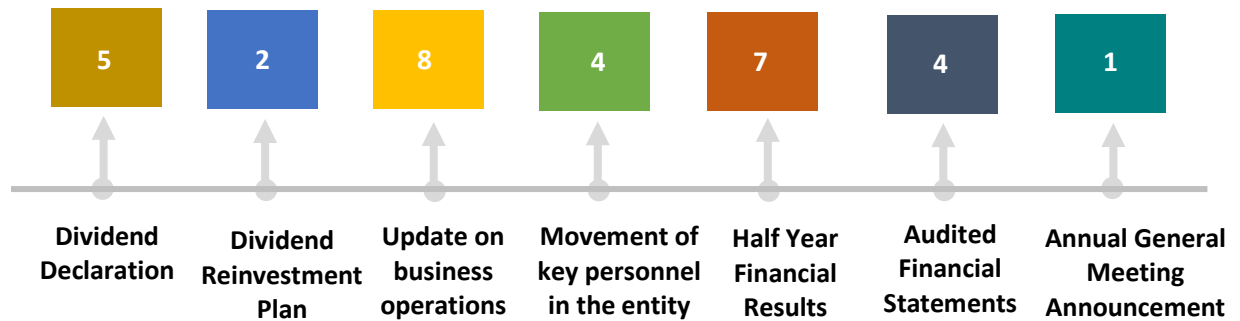 5
2
8
4
7
4
1
Dividend
Declaration
Dividend
Reinvestment
Plan
Update on
business
operations
Movement of
key personnel
in the entity
Half Year
Financial
Results
Audited
Financial
Statements
Annual General
Meeting
Announcement